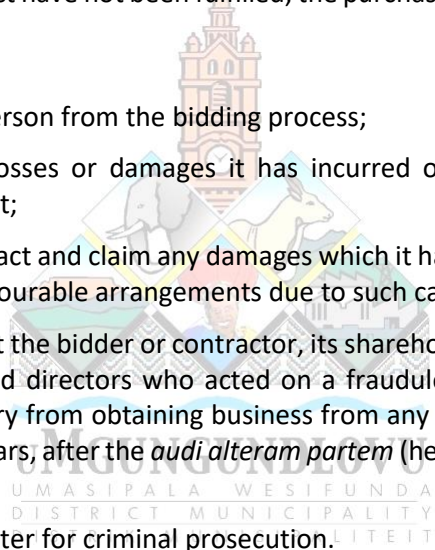 st have not been fulfilled, the purchas
erson from the bidding process;
osses or damages it has incurred o
t;
act and claim any damages which it ha
ourable arrangements due to such ca
t the bidder or contractor, its shareho
d directors who acted on a fraudule
ry from obtaining business from any
ars, after the audi alteram partem (he
uMGUNGUNDLOVU
UMASIPALA WESIFUNDA
DISTRICT MUNICIPALITY
ter for criminal prosecution.